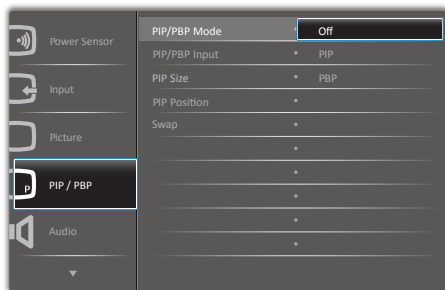 Power Sensor
Input
Picture
P
PIP / PBP
Audio
PIP/PBP Mode
PIP/PBP Input
PIP Size
PIP Position
Swap
Off
PIP
PBP